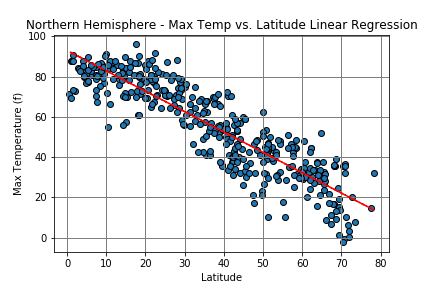 Northern Hemisphere - Max Temp vs. Latitude Linear Regression
100
80
60
40
20
0
Max Temperature (f)
0 10 20 30 40 50 60 70 80
Latitude